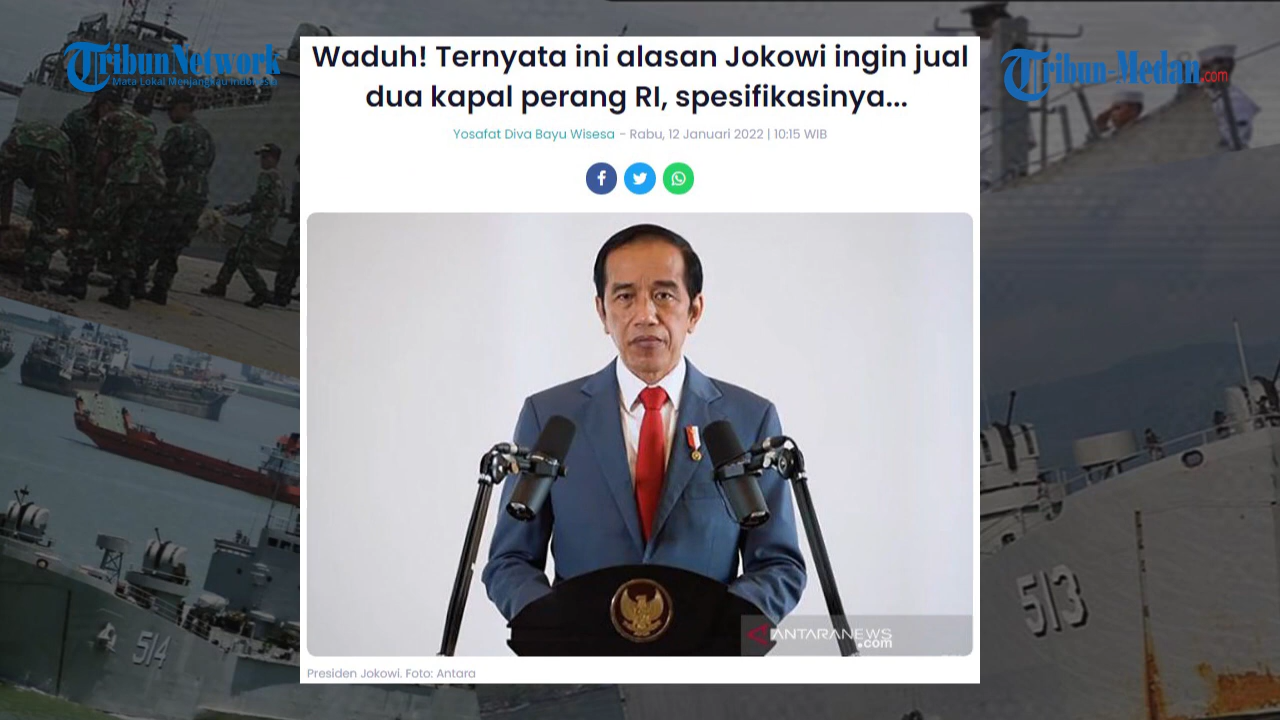 TribunNetwork
Mata Lokal Menjangkau Indonesia
Tribun-Medan.com
Waduh! Ternyata ini alasan Jokowi ingin jual
dua kapal perang RI, spesifikasinya...
Yosafat Diva Bayu Wisesa - Rabu, 12 Januari 2022 | 10:15 WIB
514
513
ANTARANEWS
.com
Presiden Jokowi. Foto: Antara